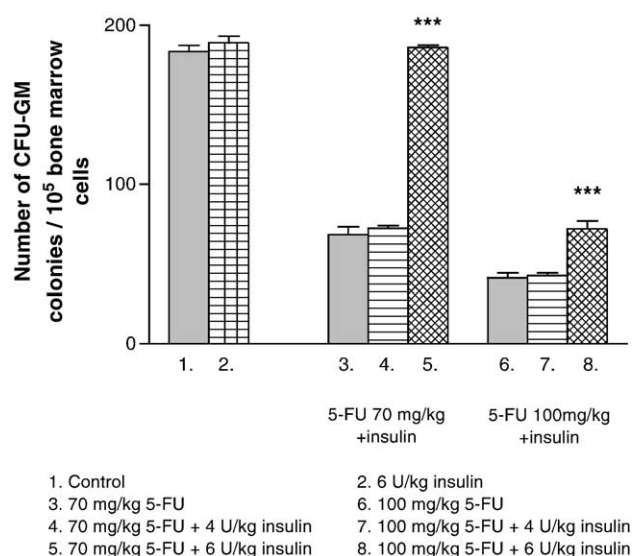 Number of CFU-GM
colonies / 10⁵ bone marrow
cells
200
100
0
***
***
1. 2. 3. 4. 5. 6. 7. 8.
5-FU 70 mg/kg
+insulin
5-FU 100mg/kg
+insulin
1. Control
2. 6 U/kg insulin
3. 70 mg/kg 5-FU
6. 100 mg/kg 5-FU
4. 70 mg/kg 5-FU + 4 U/kg insulin
7. 100 mg/kg 5-FU + 4 U/kg insulin
5. 70 mg/kg 5-FU + 6 U/kg insulin
8. 100 mg/kg 5-FU + 6 U/kg insulin